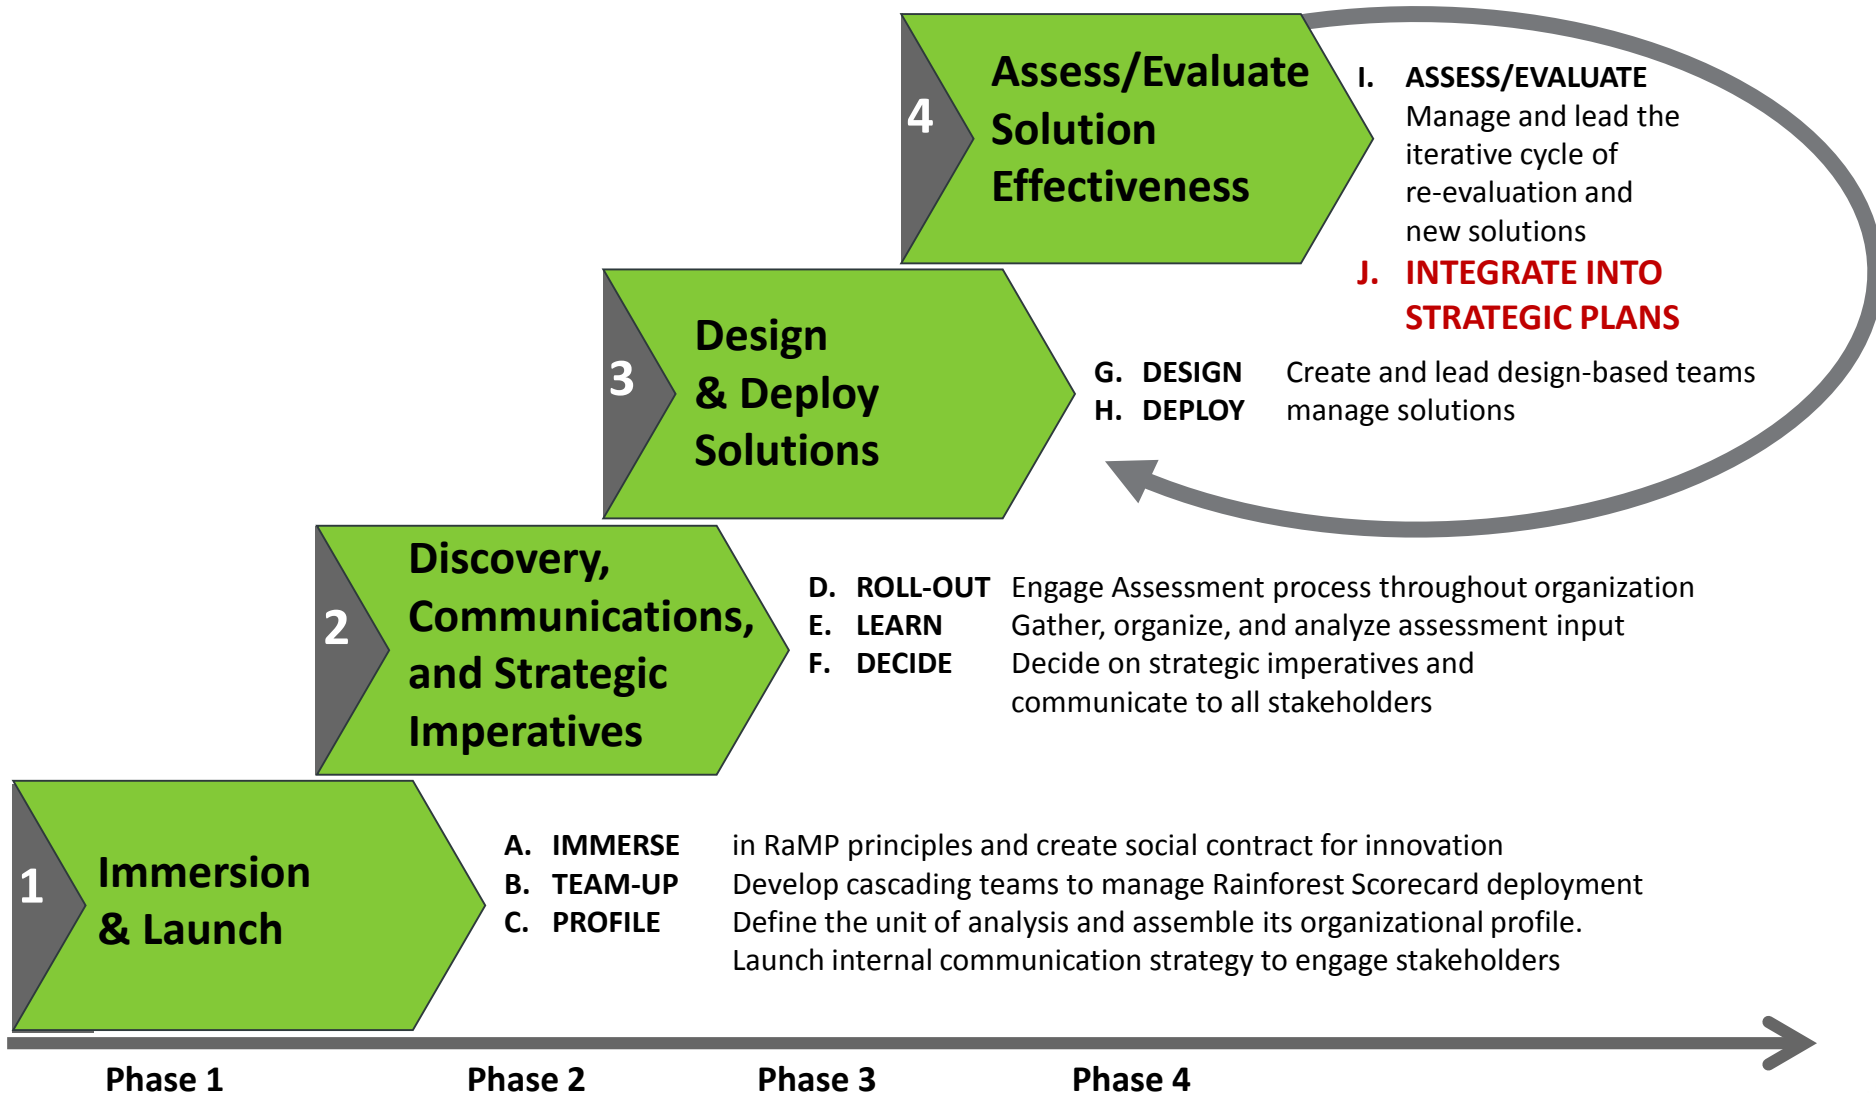 4
Assess/Evaluate
Solution
Effectiveness
I. ASSESS/EVALUATE
Manage and lead the
iterative cycle of
re-evaluation and
new solutions
J. INTEGRATE INTO
STRATEGIC PLANS
3
Design
& Deploy
Solutions
G. DESIGN Create and lead design-based teams
H. DEPLOY manage solutions
2
Discovery,
Communications,
and Strategic
Imperatives
D. ROLL-OUT Engage Assessment process throughout organization
E. LEARN Gather, organize, and analyze assessment input
F. DECIDE Decide on strategic imperatives and
communicate to all stakeholders
1
Immersion
& Launch
A. IMMERSE in RaMP principles and create social contract for innovation
B. TEAM-UP Develop cascading teams to manage Rainforest Scorecard deployment
C. PROFILE Define the unit of analysis and assemble its organizational profile.
Launch internal communication strategy to engage stakeholders
Phase 1 Phase 2 Phase 3 Phase 4